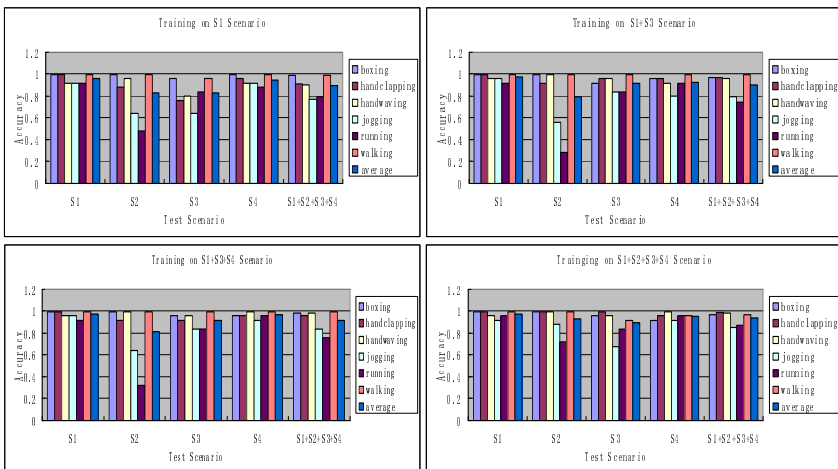 Training on S1 Scenario
Accuracy
1.2
1
0.8
0.6
0.4
0.2
0
S1
S2
S3
S4
S1+S2+S3+S4
Test Scenario
boxing
handclapping
handwaving
jogging
running
walking
average
Training on S1+S3 Scenario
Accuracy
1.2
1
0.8
0.6
0.4
0.2
0
S1
S2
S3
S4
S1+S2+S3+S4
Test Scenario
boxing
handclapping
handwaving
jogging
running
walking
average
Training on S1+S3+S4 Scenario
Accuracy
1.2
1
0.8
0.6
0.4
0.2
0
S1
S2
S3
S4
S1+S2+S3+S4
Test Scenario
boxing
handclapping
handwaving
jogging
running
walking
average
Trainging on S1+S2+S3+S4 Scenario
Accuracy
1.2
1
0.8
0.6
0.4
0.2
0
S1
S2
S3
S4
S1+S2+S3+S4
Test Scenario
boxing
handclapping
handwaving
jogging
running
walking
average